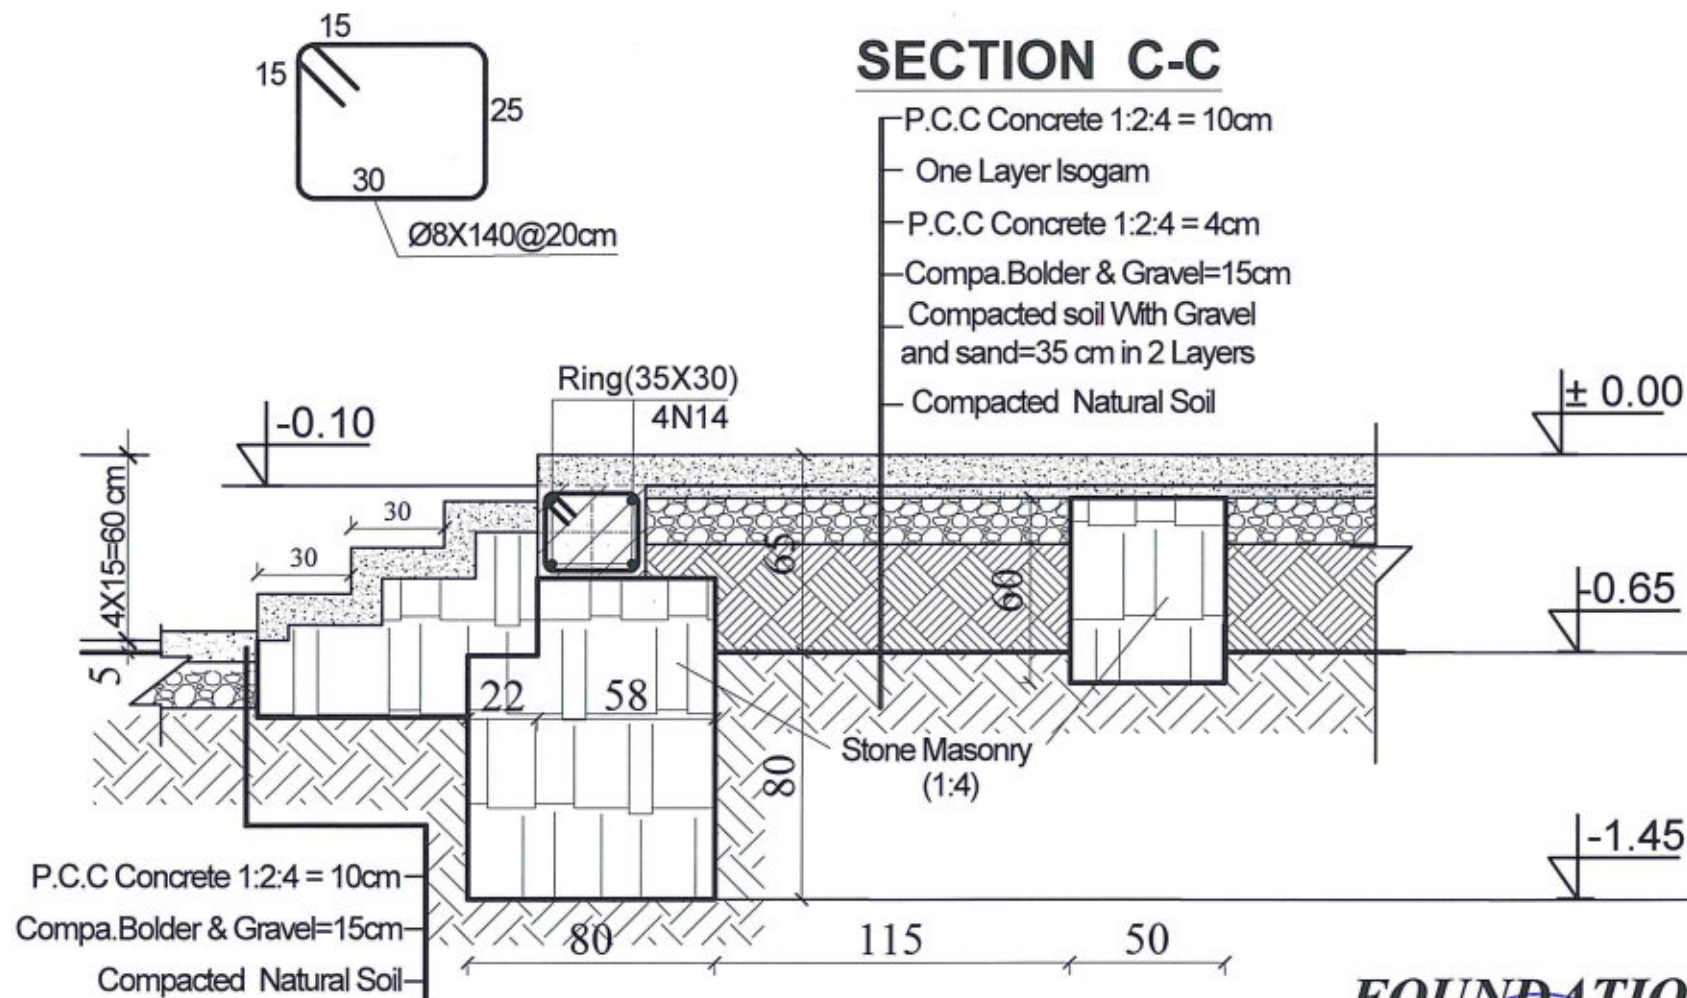 15
15
25
30
Ø8X140@20cm
SECTION C-C
P.C.C Concrete 1:2:4 = 10cm
One Layer Isogam
P.C.C Concrete 1:2:4 = 4cm
Compa.Bolder & Gravel=15cm
Compacted soil With Gravel
and sand=35 cm in 2 Layers
Compacted Natural Soil
Ring(35X30)
4N14
-0.10
± 0.00
4X15=60 cm
30
30
65
60
-0.65
5
22
58
Stone Masonry
(1:4)
80
-1.45
P.C.C Concrete 1:2:4 = 10cm
Compa.Bolder & Gravel=15cm
Compacted Natural Soil
80
115
50